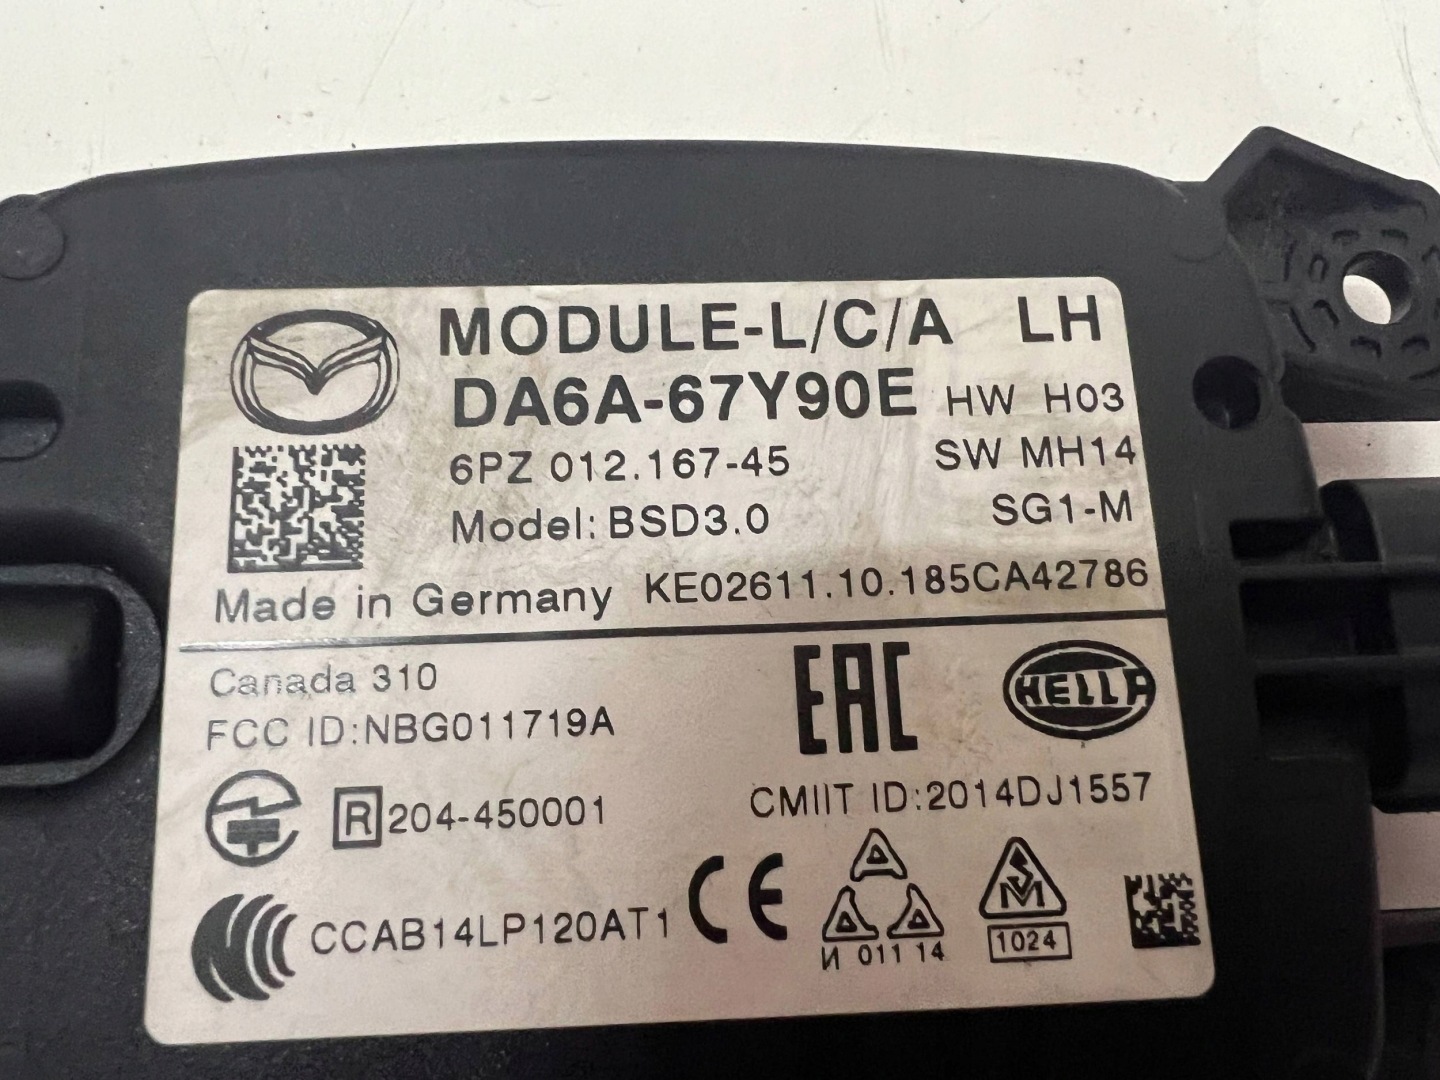 MODULE-L/C/A LH
DA6A-67Y90E HW H03
6PZ 012.167-45 SW MH14
Model: BSD3.0 SG1-M
Made in Germany KE02611.10.185CA42786
Canada 310
FCC ID:NBG011719A
EAC HELLA
R 204-450001 CMIIT ID:2014DJ1557
CCAB14LP120AT1 CE
И 011 14
SM
1024